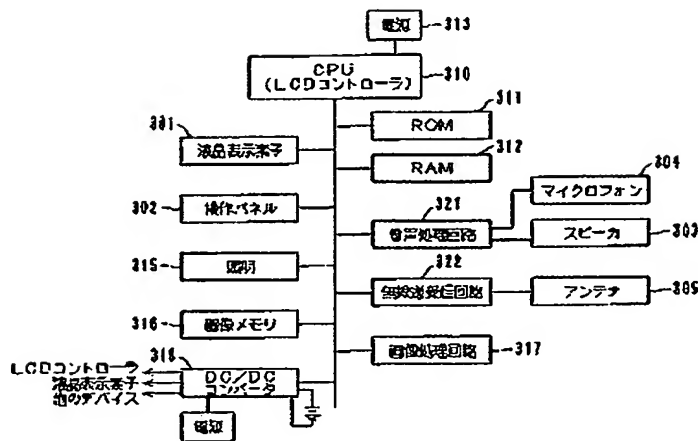 電源
313
CPU
(LCDコントローラ)
310
311
ROM
331
液晶表示素子
312
RAM
304
マイクロフォン
302
操作パネル
321
音声処理回路
スピーカ
303
315
照明
322
無線送受信回路
アンテナ
305
316
画像メモリ
画像処理回路
317
318
LCDコントローラ
液晶表示素子
他のデバイス
DC/DC
コンバータ
電源